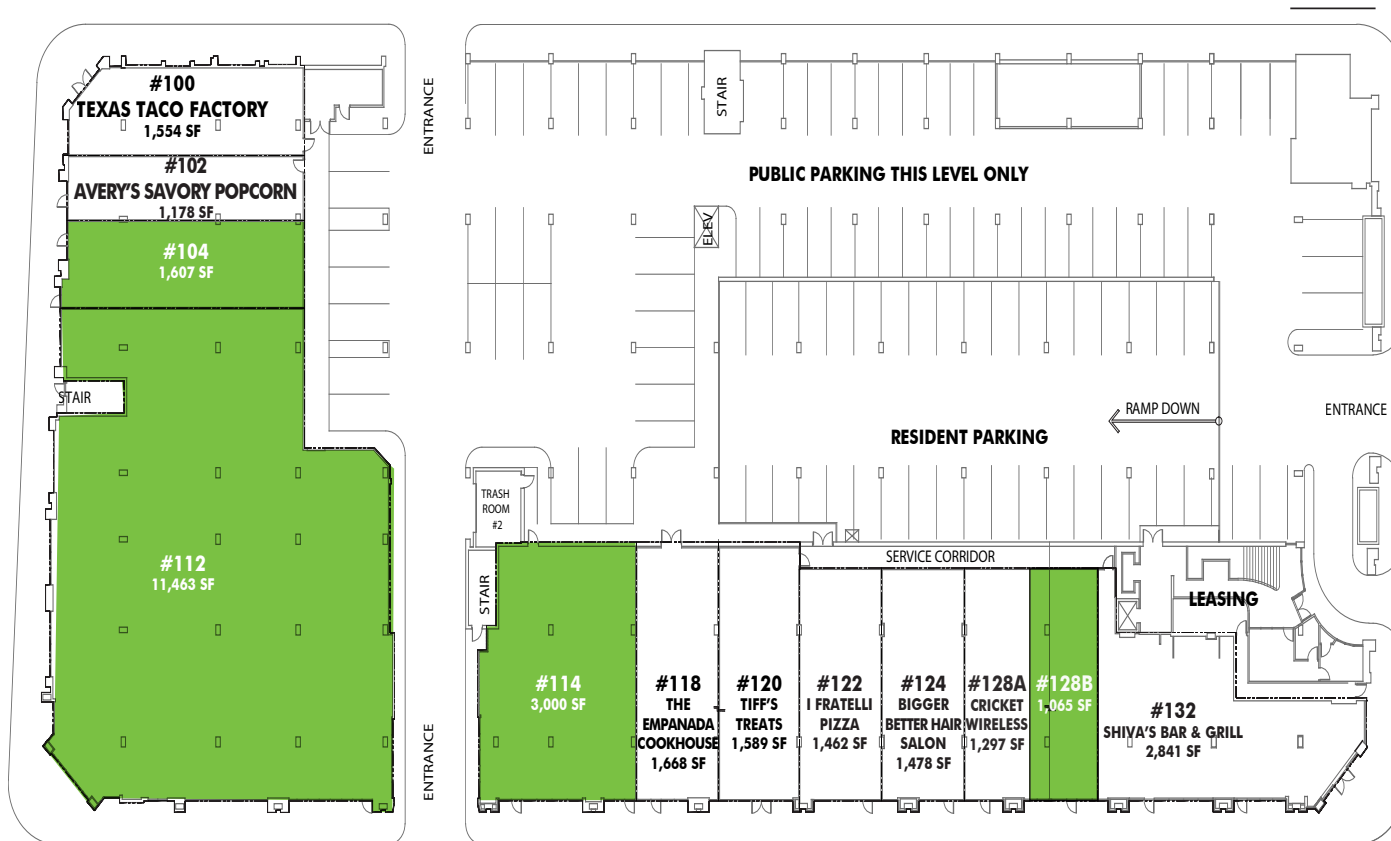 #100
TEXAS TACO FACTORY
1,554 SF
#102
AVERY'S SAVORY POPCORN
1,178 SF
#104
1,607 SF
STAIR
#112
11,463 SF
ENTRANCE
ENTRANCE
STAIR
PUBLIC PARKING THIS LEVEL ONLY
ELEV
RAMP DOWN
RESIDENT PARKING
ENTRANCE
TRASH
ROOM
#2
STAIR
SERVICE CORRIDOR
LEASING
#114
3,000 SF
#118
THE
EMPANADA
COOKHOUSE
1,668 SF
#120
TIFF'S
TREATS
1,589 SF
#122
I FRATELLI
PIZZA
1,462 SF
#124
BIGGER
BETTER HAIR
SALON
1,478 SF
#128A
CRICKET
WIRELESS
1,297 SF
#128B
1,065 SF
#132
SHIVA'S BAR & GRILL
2,841 SF